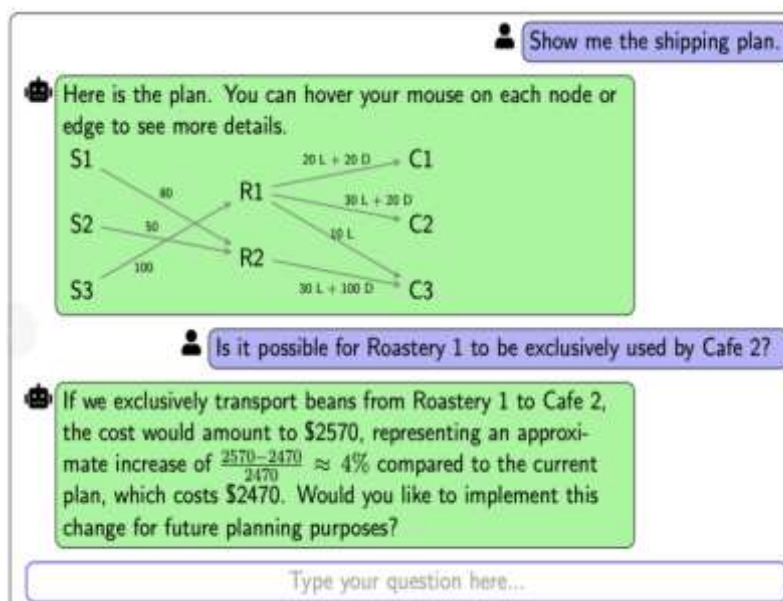 Show me the shipping plan.
Here is the plan. You can hover your mouse on each node or
edge to see more details.
S1
20 L + 20 D
C1
80
R1
30 L + 20 D
S2
50
C2
10 L
R2
100
S3
30 L + 100 D
C3
Is it possible for Roastery 1 to be exclusively used by Cafe 2?
If we exclusively transport beans from Roastery 1 to Cafe 2,
the cost would amount to $2570, representing an approxi-
mate increase of (2570−2470)/2470 ≈ 4% compared to the current
plan, which costs $2470. Would you like to implement this
change for future planning purposes?
Type your question here...